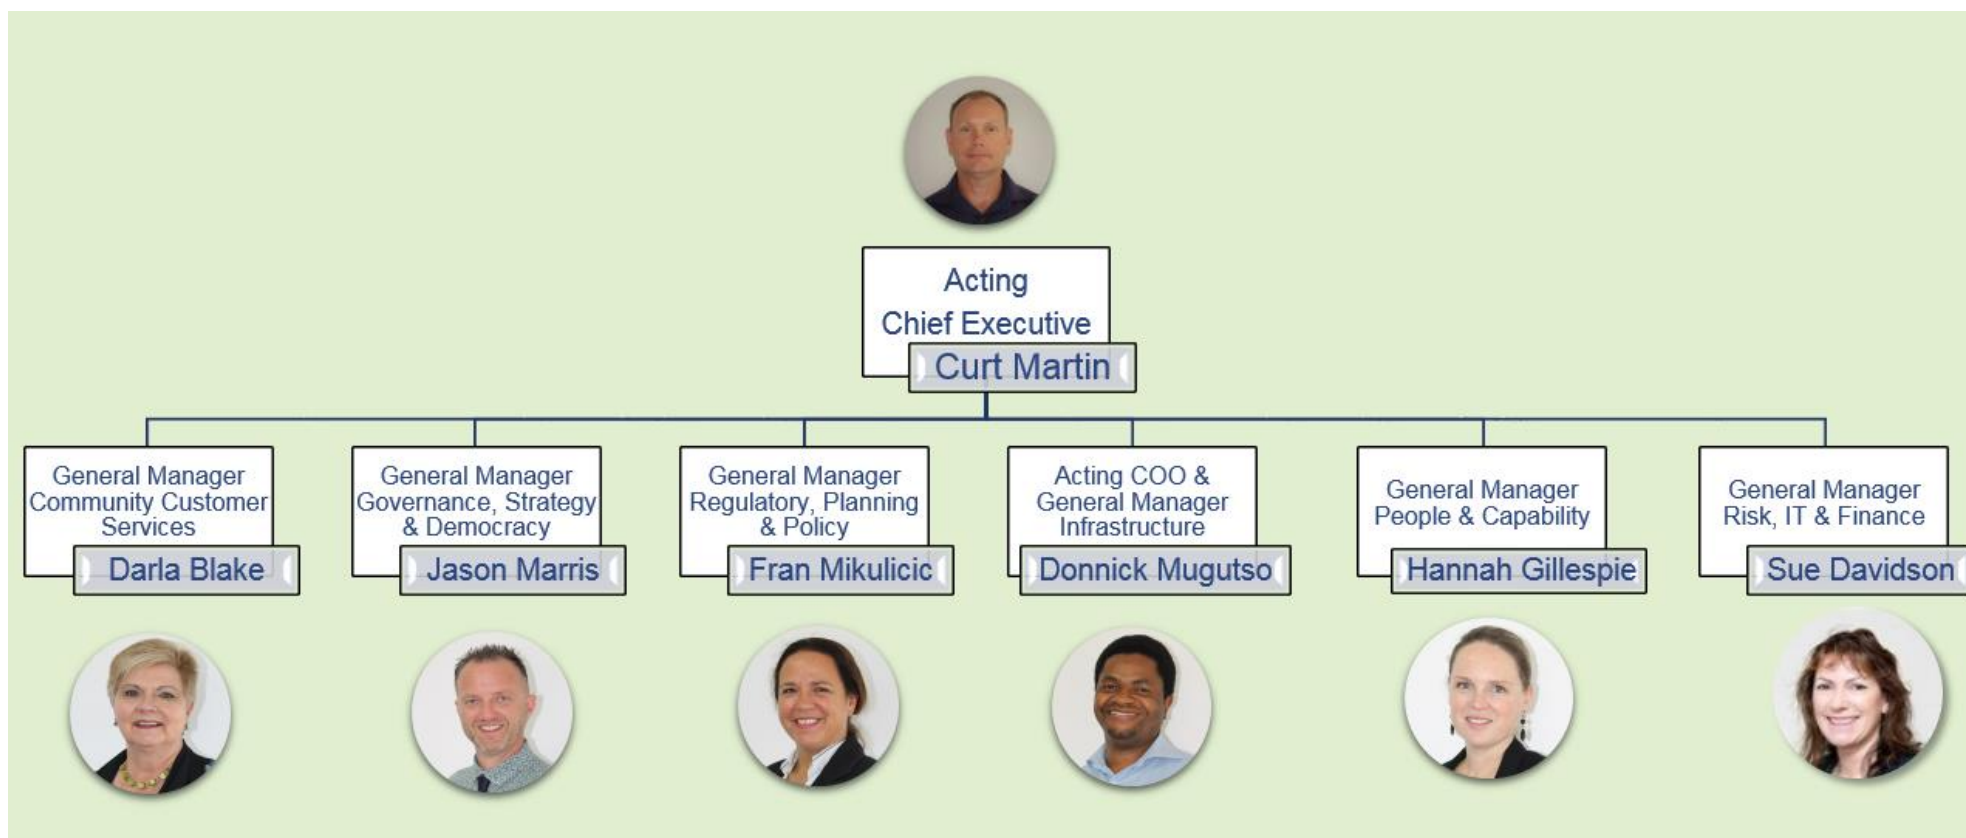 Acting
Chief Executive
Curt Martin
General Manager
Community Customer
Services
Darla Blake
General Manager
Governance, Strategy
& Democracy
Jason Marris
General Manager
Regulatory, Planning
& Policy
Fran Mikulicic
Acting COO &
General Manager
Infrastructure
Donnick Mugutso
General Manager
People & Capability
Hannah Gillespie
General Manager
Risk, IT & Finance
Sue Davidson